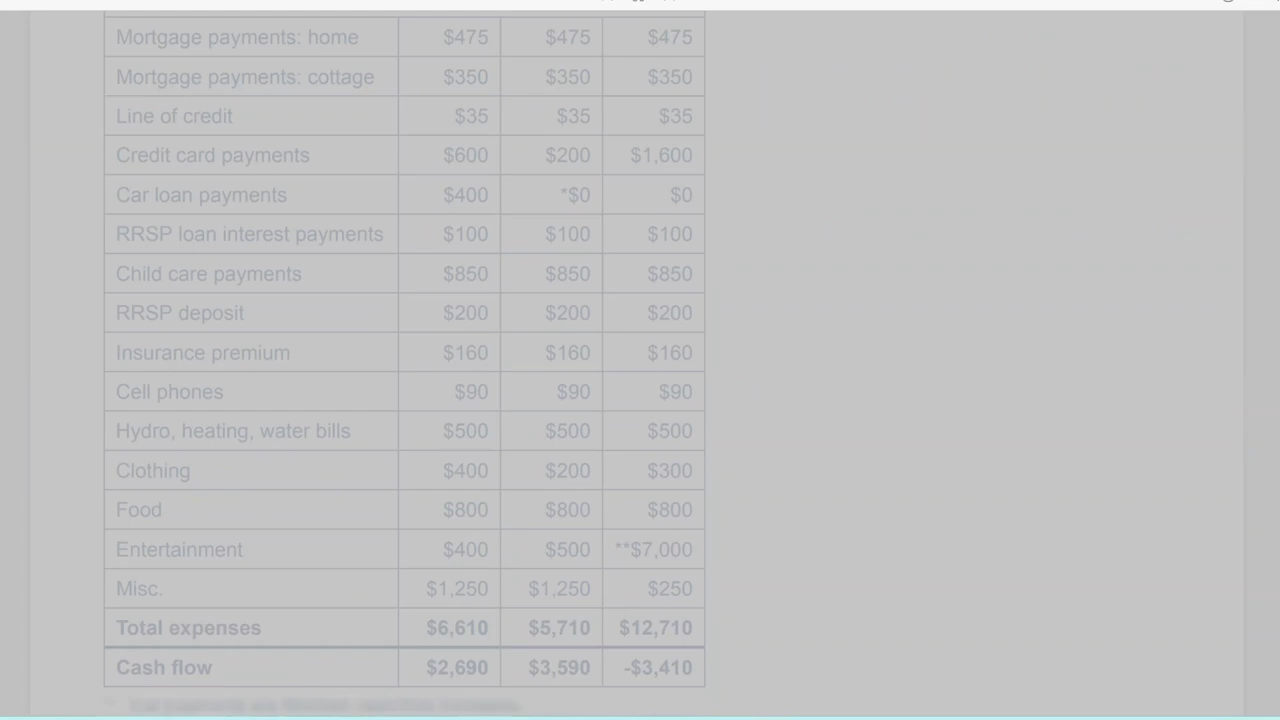 Mortgage payments: home $475 $475 $475
Mortgage payments: cottage $350 $350 $350
Line of credit $35 $35 $35
Credit card payments $600 $200 $1,600
Car loan payments $400 *$0 $0
RRSP loan interest payments $100 $100 $100
Child care payments $850 $850 $850
RRSP deposit $200 $200 $200
Insurance premium $160 $160 $160
Cell phones $90 $90 $90
Hydro, heating, water bills $500 $500 $500
Clothing $400 $200 $300
Food $800 $800 $800
Entertainment $400 $500 **$7,000
Misc. $1,250 $1,250 $250
Total expenses $6,610 $5,710 $12,710
Cash flow $2,690 $3,590 -$3,410